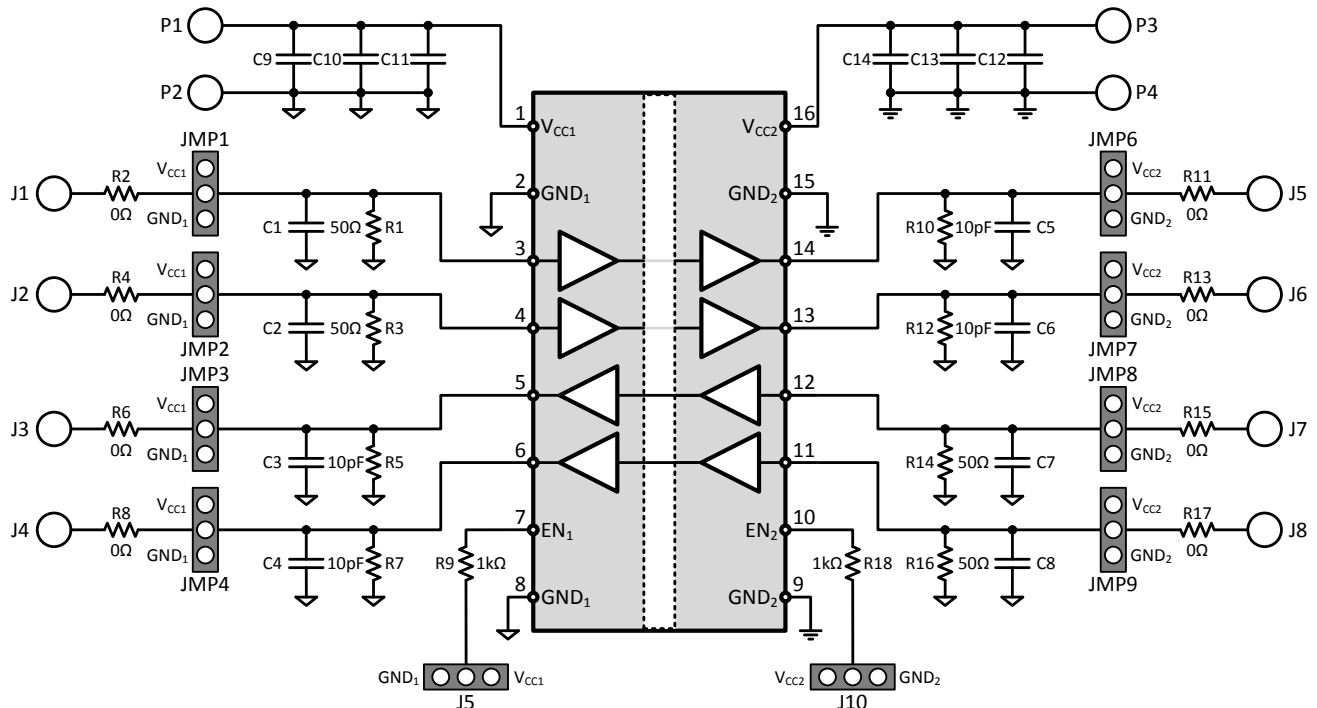 P1
P3
C9
C10
C11
C14
C13
C12
P2
P4
1
16
VCC1
VCC2
JMP1
JMP6
VCC1
VCC2
2
15
R2
R11
J1
GND1
GND2
J5
0Ω
GND1
C1
50Ω
R1
R10
10pF
C5
GND2
0Ω
3
14
VCC1
VCC2
R4
R13
J2
J6
0Ω
GND1
4
13
GND2
0Ω
C2
50Ω
R3
R12
10pF
C6
JMP2
JMP7
JMP3
JMP8
5
12
VCC1
VCC2
R6
R15
J3
J7
0Ω
GND1
GND2
0Ω
C3
10pF
R5
6
11
R14
50Ω
C7
JMP4
JMP9
VCC1
VCC2
R8
7
10
R17
J4
EN1
EN2
J8
0Ω
GND1
GND2
0Ω
C4
10pF
R7
R9
1kΩ
1kΩ
R18
R16
50Ω
C8
8
9
GND1
GND2
GND1
VCC1
VCC2
GND2
J5
J10